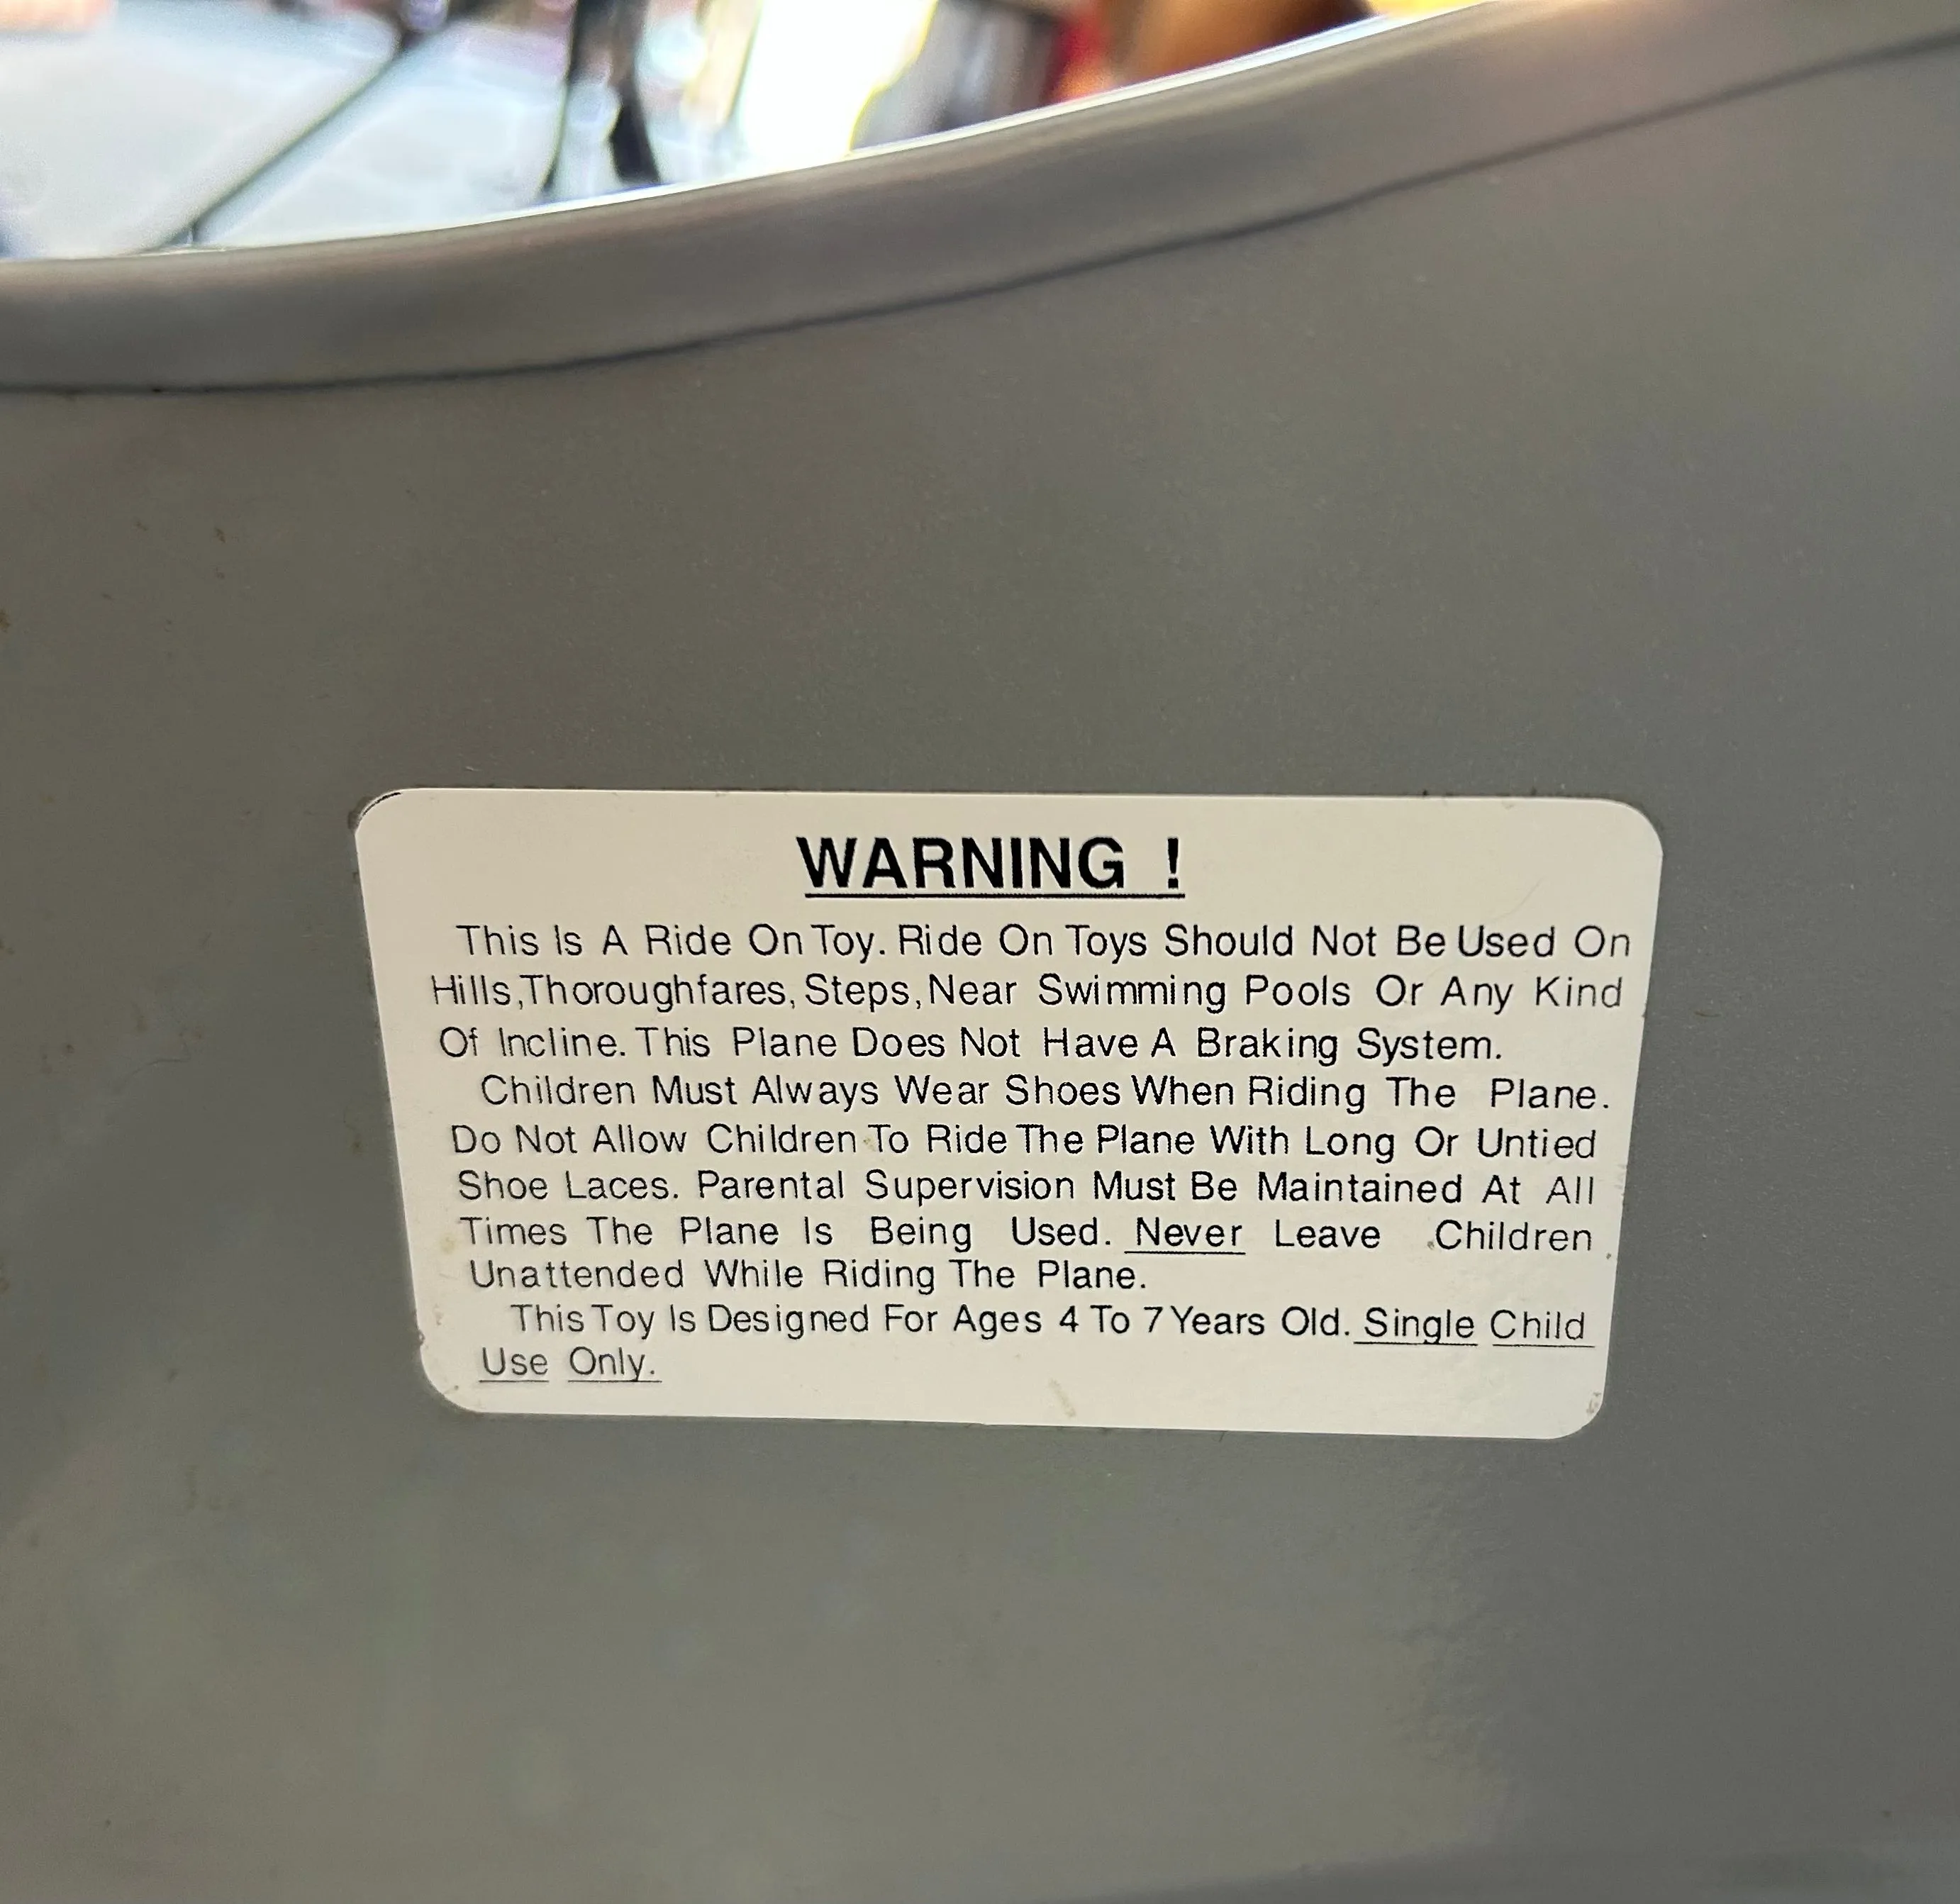 WARNING !
This Is A Ride On Toy. Ride On Toys Should Not Be Used On
Hills,Thoroughfares, Steps, Near Swimming Pools Or Any Kind
Of Incline. This Plane Does Not Have A Braking System.
Children Must Always Wear Shoes When Riding The Plane.
Do Not Allow Children To Ride The Plane With Long Or Untied
Shoe Laces. Parental Supervision Must Be Maintained At All
Times The Plane Is Being Used. Never Leave Children
Unattended While Riding The Plane.
This Toy Is Designed For Ages 4 To 7 Years Old. Single Child
Use Only.